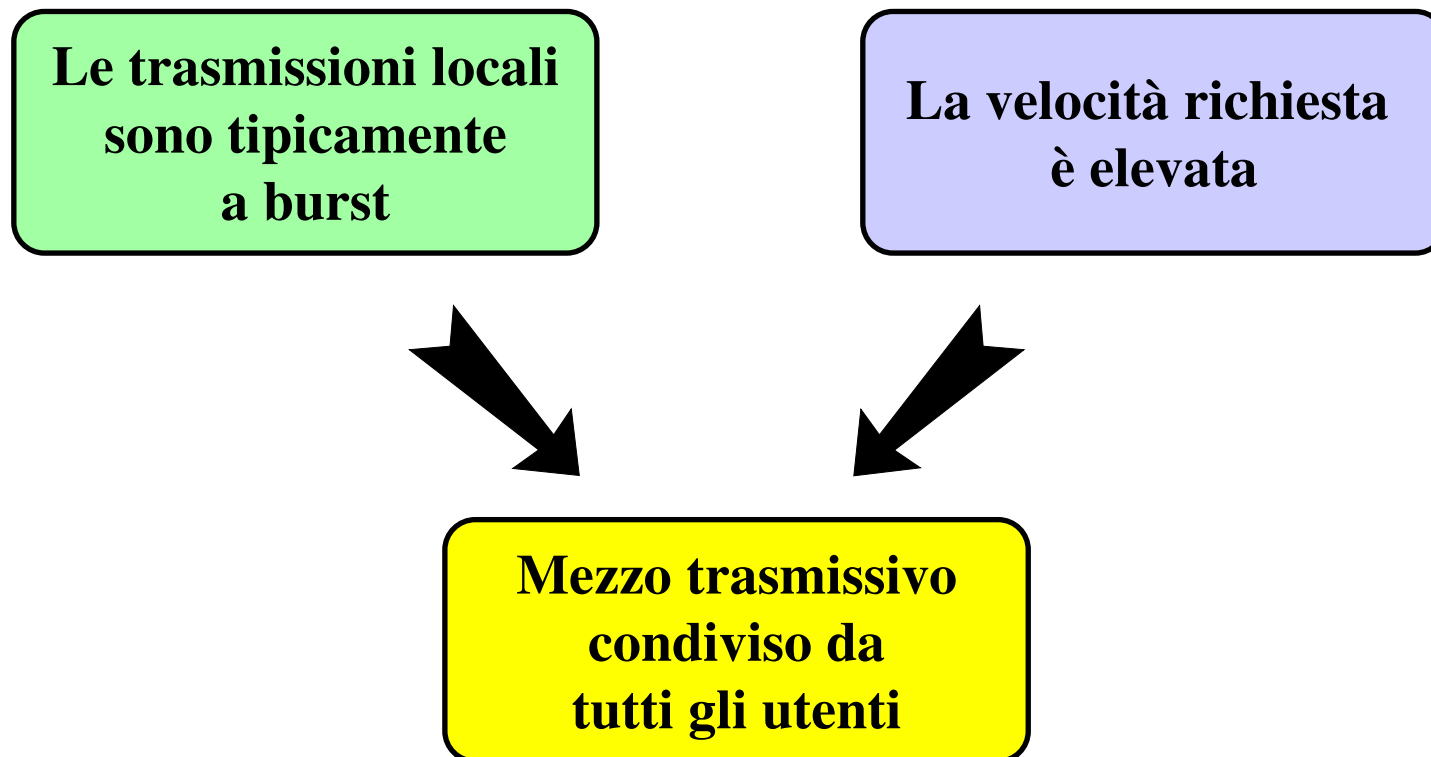 Le trasmissioni locali
sono tipicamente
a burst
La velocità richiesta
è elevata
Mezzo trasmissivo
condiviso da
tutti gli utenti